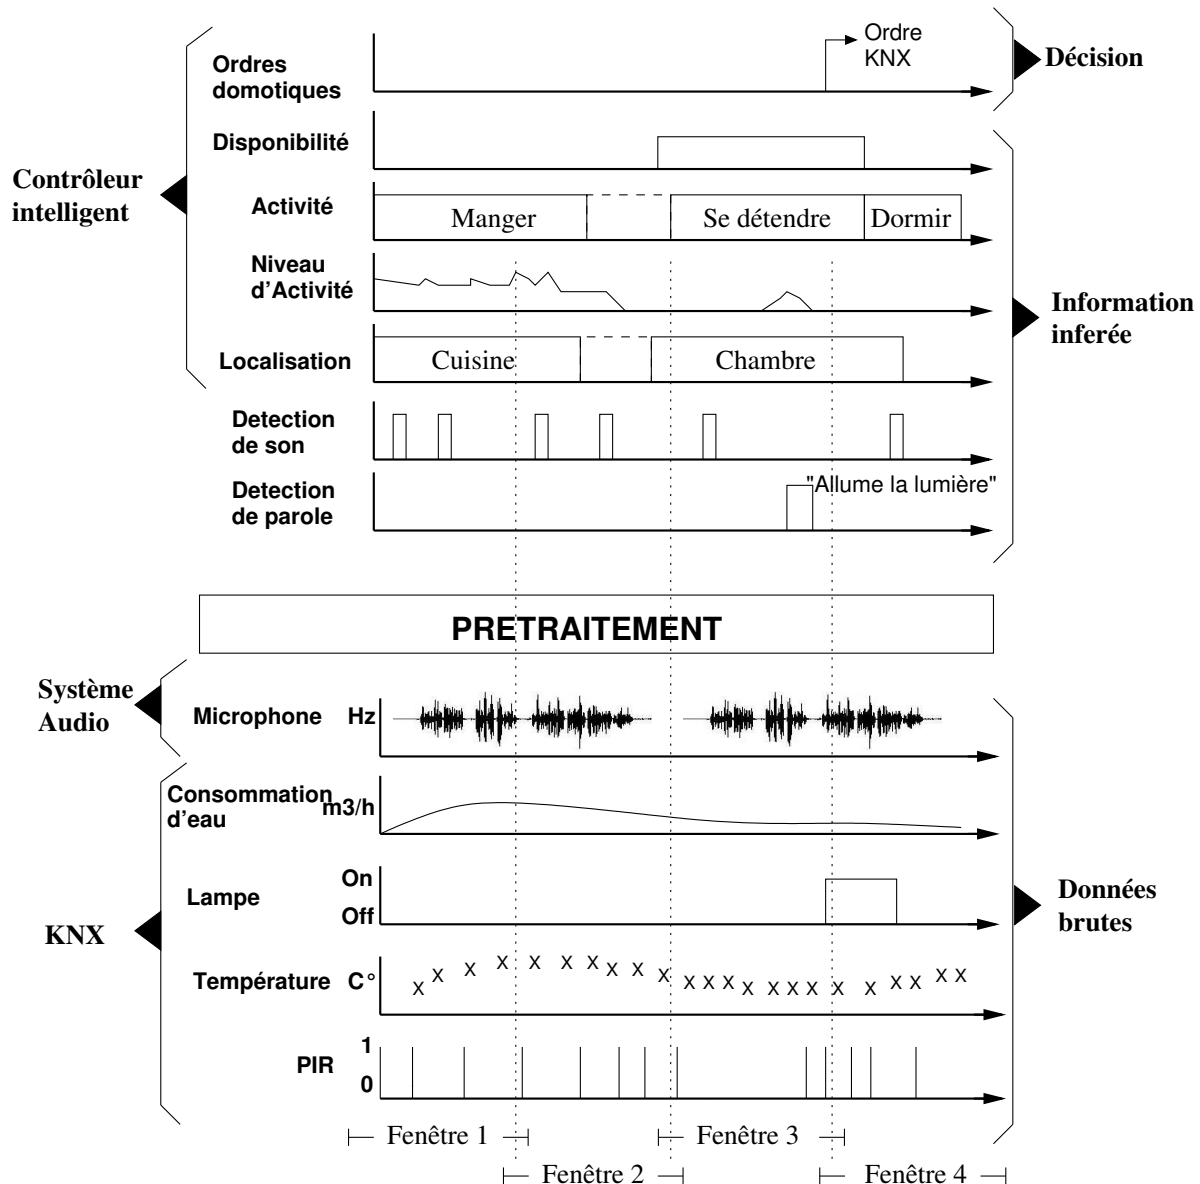 Ordre
KNX
Décision
Ordres
domotiques
Disponibilité
Contrôleur
intelligent
Activité
Manger
Se détendre
Dormir
Niveau
d'Activité
Information
inferée
Localisation
Cuisine
Chambre
Detection
de son
Detection
de parole
"Allume la lumière"
PRETRAITEMENT
Système
Audio
Microphone
Hz
Consommation
d'eau
m3/h
Lampe
On
Off
Données
brutes
KNX
Température
C°
X X X X X X X X X X X X X X X X X X X X X X X X
PIR
1
0
Fenêtre 1
Fenêtre 3
Fenêtre 2
Fenêtre 4